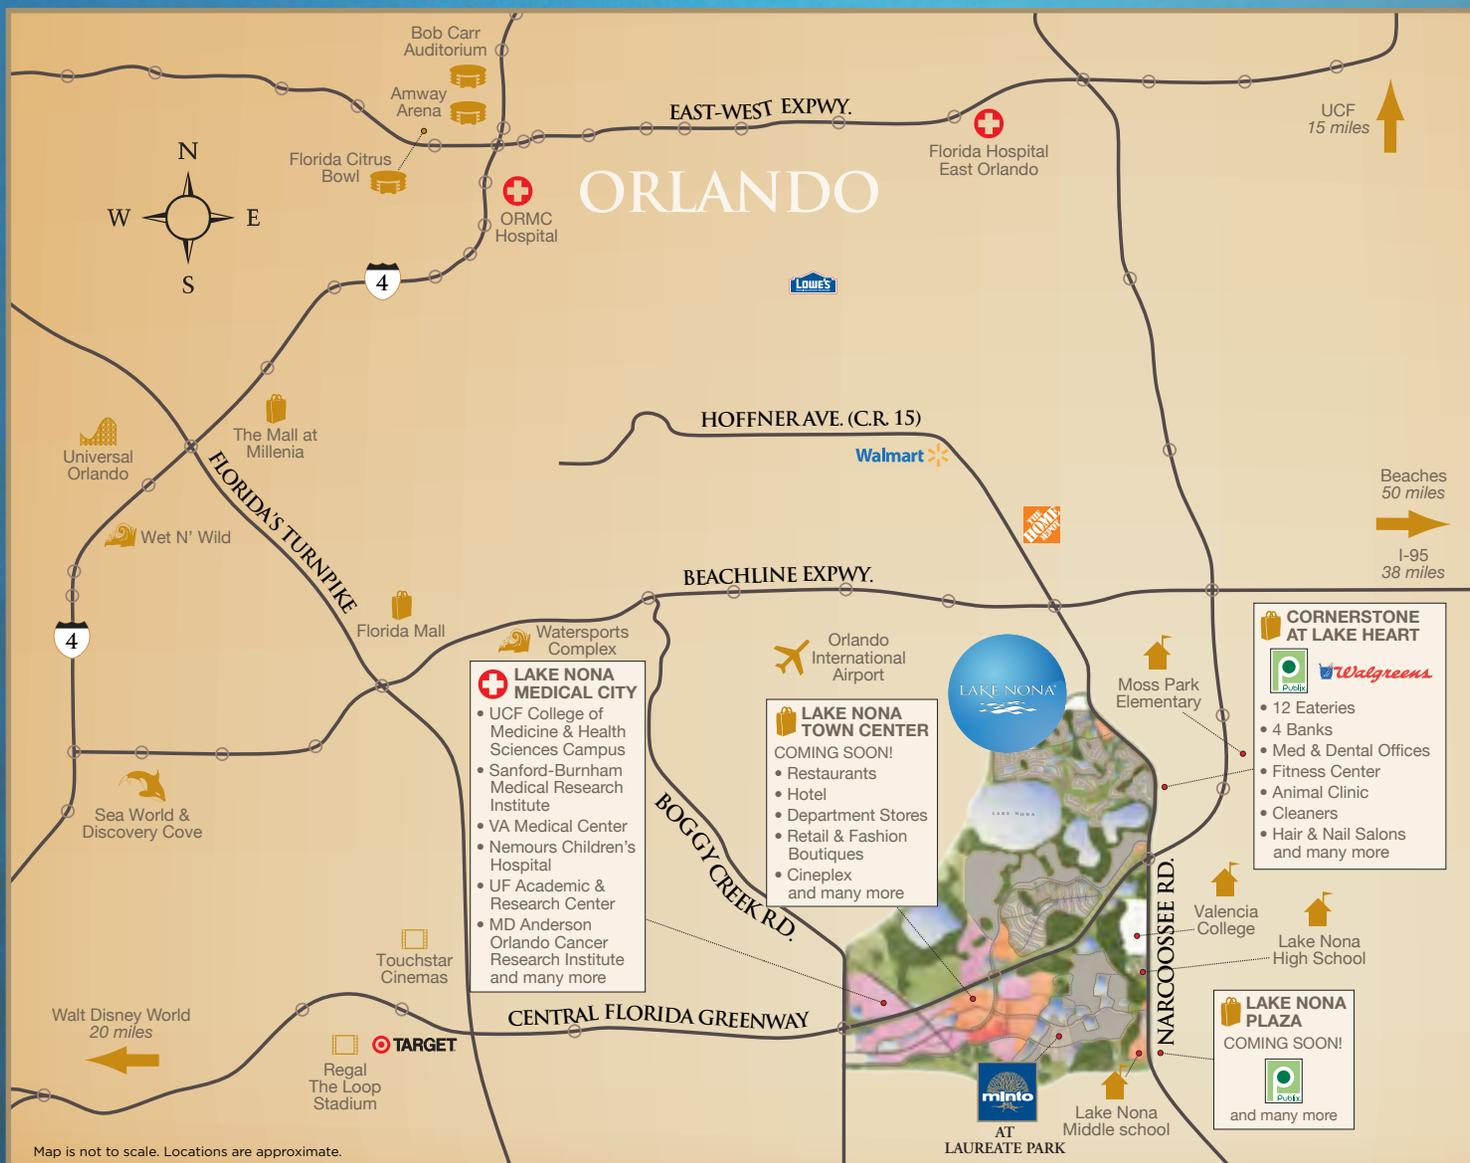 Bob Carr
Auditorium
Amway
Arena
Florida Citrus
Bowl
N
W
E
S
EAST-WEST EXPWY.
ORLANDO
ORMC
Hospital
Florida Hospital
East Orlando
UCF
15 miles
4
LOWE'S
The Mall at
Millenia
Universal
Orlando
HOFFNER AVE. (C.R. 15)
Walmart
THE
HOME
DEPOT
FLORIDA'S TURNPIKE
Wet N' Wild
Beaches
50 miles
I-95
38 miles
BEACHLINE EXPWY.
Florida Mall
4
Watersports
Complex
Orlando
International
Airport
LAKE NONA
Moss Park
Elementary
CORNERSTONE
AT LAKE HEART
Publix
Walgreens
• 12 Eateries
• 4 Banks
• Med & Dental Offices
• Fitness Center
• Animal Clinic
• Cleaners
• Hair & Nail Salons
and many more
LAKE NONA
MEDICAL CITY
• UCF College of
Medicine & Health
Sciences Campus
• Sanford-Burnham
Medical Research
Institute
• VA Medical Center
• Nemours Children's
Hospital
• UF Academic &
Research Center
• MD Anderson
Orlando Cancer
Research Institute
and many more
LAKE NONA
TOWN CENTER
COMING SOON!
• Restaurants
• Hotel
• Department Stores
• Retail & Fashion
Boutiques
• Cineplex
and many more
LAKE NONA
Sea World &
Discovery Cove
BOGGY CREEK RD.
NARCOOSSEE RD.
Valencia
College
Lake Nona
High School
Touchstar
Cinemas
Walt Disney World
20 miles
CENTRAL FLORIDA GREENWAY
Regal
The Loop
Stadium
TARGET
LAKE NONA
PLAZA
COMING SOON!
Publix
and many more
minto
AT
LAUREATE PARK
Lake Nona
Middle school
Map is not to scale. Locations are approximate.